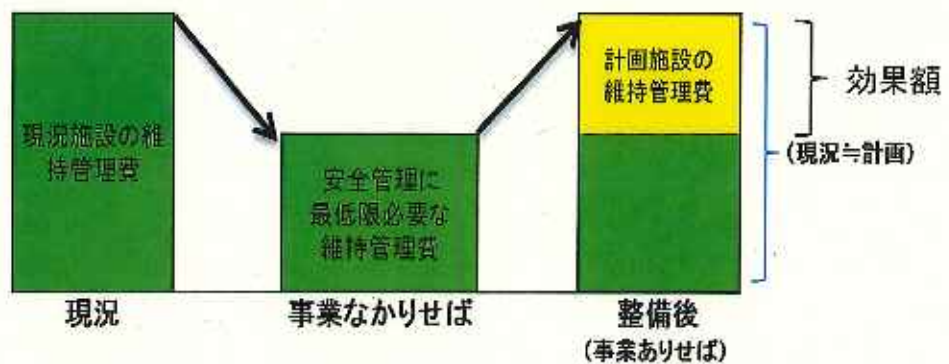 現況施設の維
持管理費
安全管理に
最低限必要な
維持管理費
計画施設の
維持管理費
効果額
(現況≒計画)
現況
事業なかりせば
整備後
(事業ありせば)